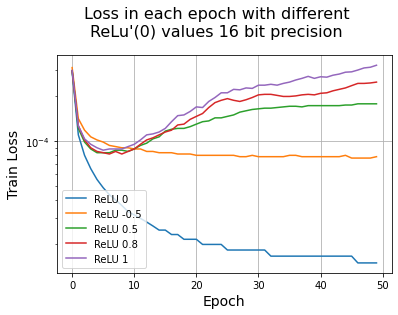 Loss in each epoch with different
ReLu'(0) values 16 bit precision
Train Loss
10⁻⁴
ReLU 0
ReLU -0.5
ReLU 0.5
ReLU 0.8
ReLU 1
0 10 20 30 40 50
Epoch